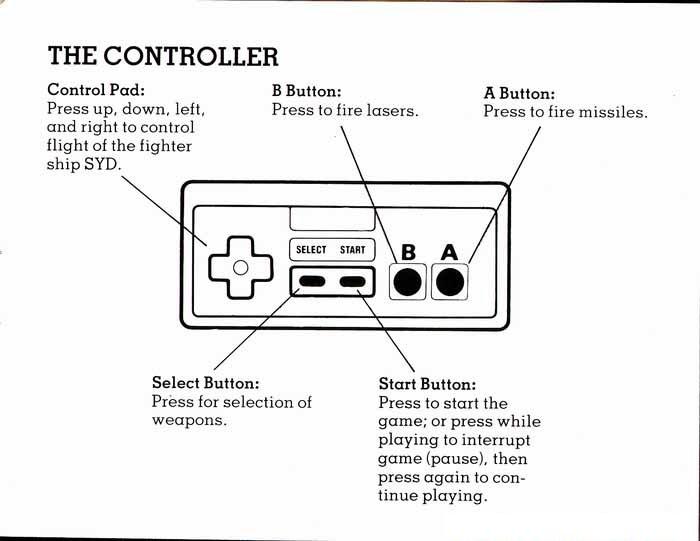 THE CONTROLLER
Control Pad:
Press up, down, left,
and right to control
flight of the fighter
ship SYD.
B Button:
Press to fire lasers.
A Button:
Press to fire missiles.
SELECT START
B A
Select Button:
Press for selection of
weapons.
Start Button:
Press to start the
game; or press while
playing to interrupt
game (pause), then
press again to con-
tinue playing.